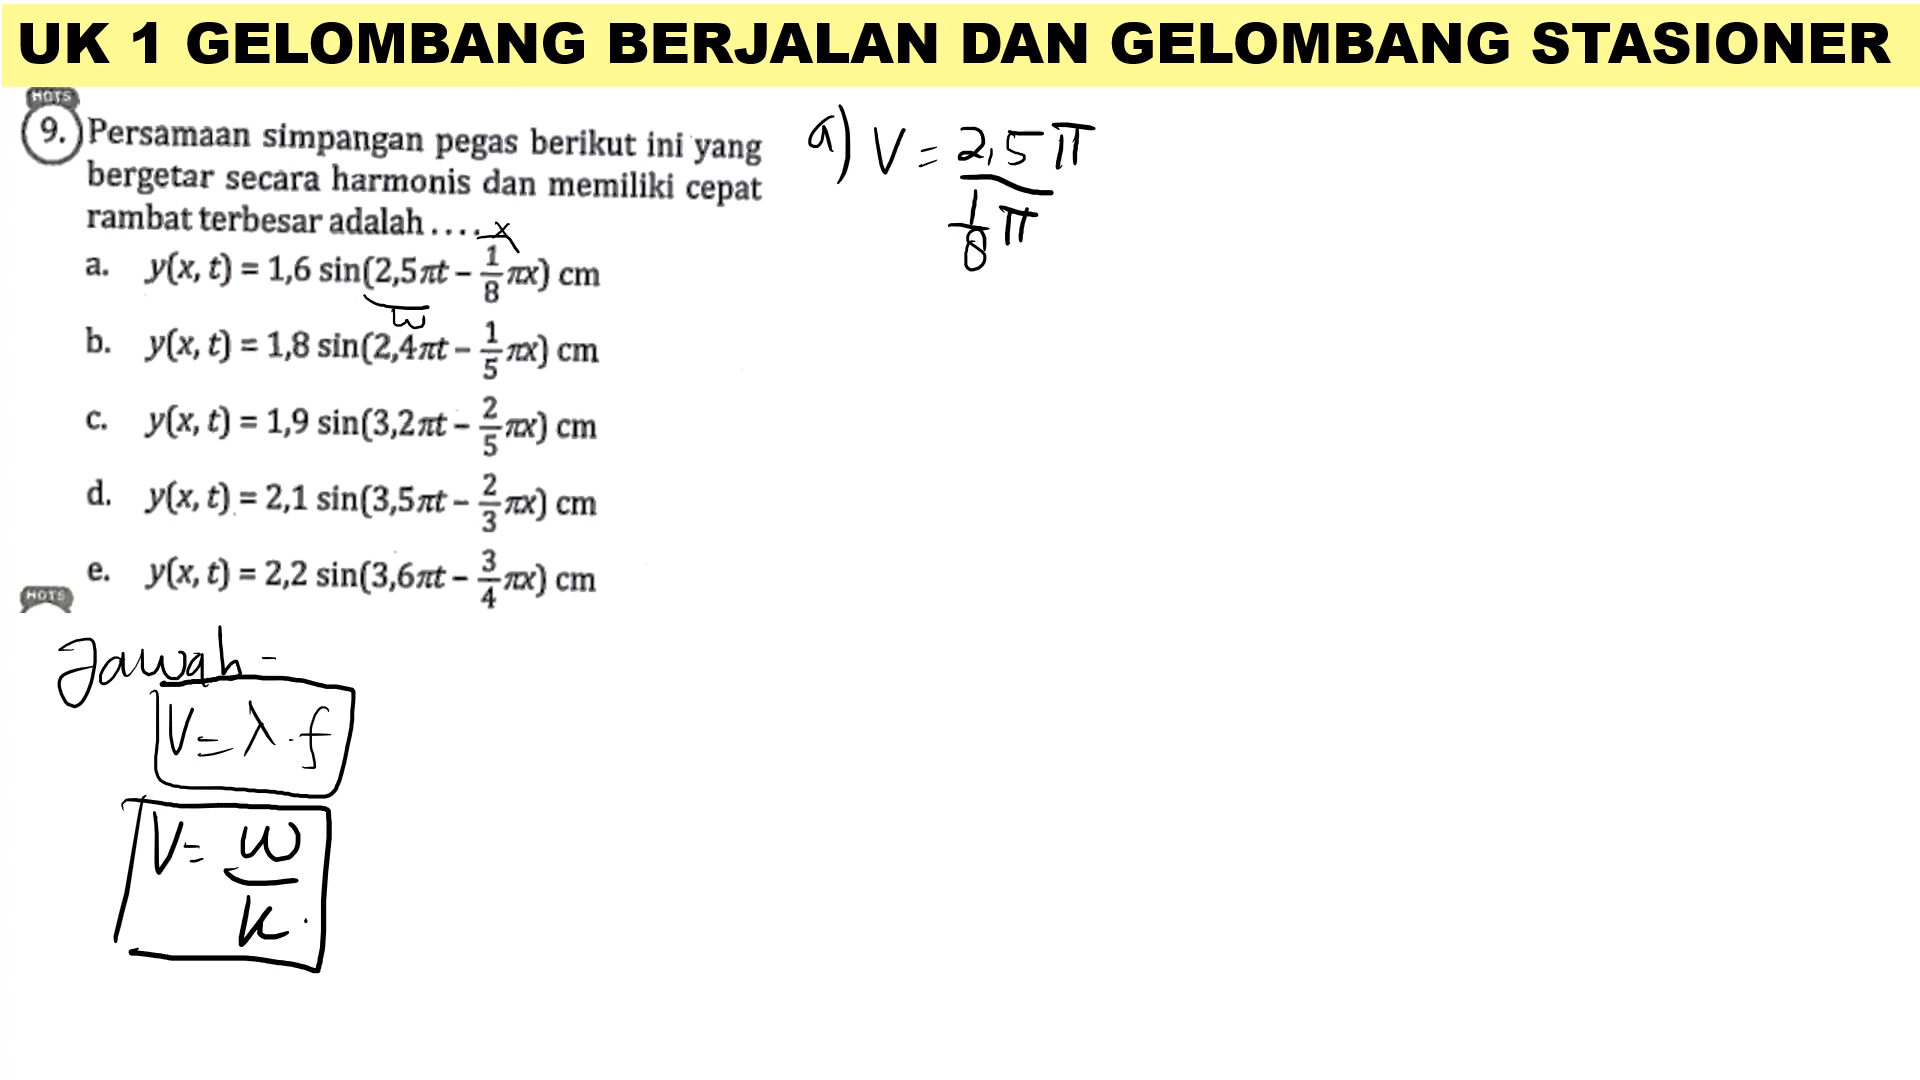 UK 1 GELOMBANG BERJALAN DAN GELOMBANG STASIONER
HOTS
9. Persamaan simpangan pegas berikut ini yang
bergetar secara harmonis dan memiliki cepat
rambat terbesar adalah ....
x
a. y(x, t) = 1,6 sin(2,5πt – 1/8 πx) cm
ω
b. y(x, t) = 1,8 sin(2,4πt – 1/5 πx) cm
c. y(x, t) = 1,9 sin(3,2πt – 2/5 πx) cm
d. y(x, t) = 2,1 sin(3,5πt – 2/3 πx) cm
e. y(x, t) = 2,2 sin(3,6πt – 3/4 πx) cm
HOTS
Jawab =
V = λ . f
V = ω
k .
a) V = 2,5 π
1/8 π